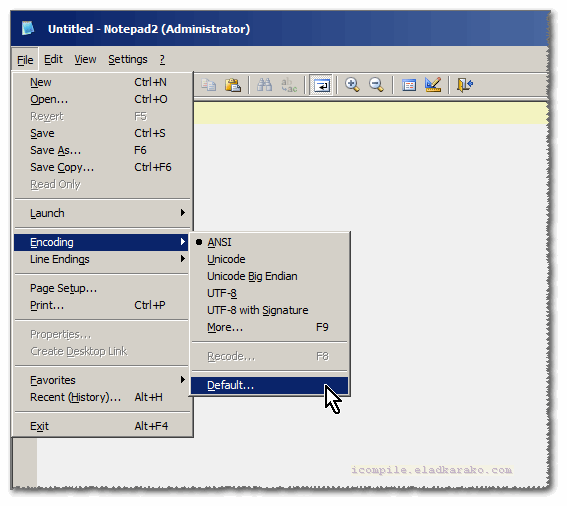 Untitled - Notepad2 (Administrator)
File Edit View Settings ?
New Ctrl+N
Open... Ctrl+O
Revert F5
Save Ctrl+S
Save As... F6
Save Copy... Ctrl+F6
Read Only
Launch
Encoding
Line Endings
Page Setup...
Print... Ctrl+P
Properties...
Create Desktop Link
Favorites
Recent (History)... Alt+H
Exit Alt+F4
ANSI
Unicode
Unicode Big Endian
UTF-8
UTF-8 with Signature
More... F9
Recode... F8
Default...
icompile.eladkarako.com